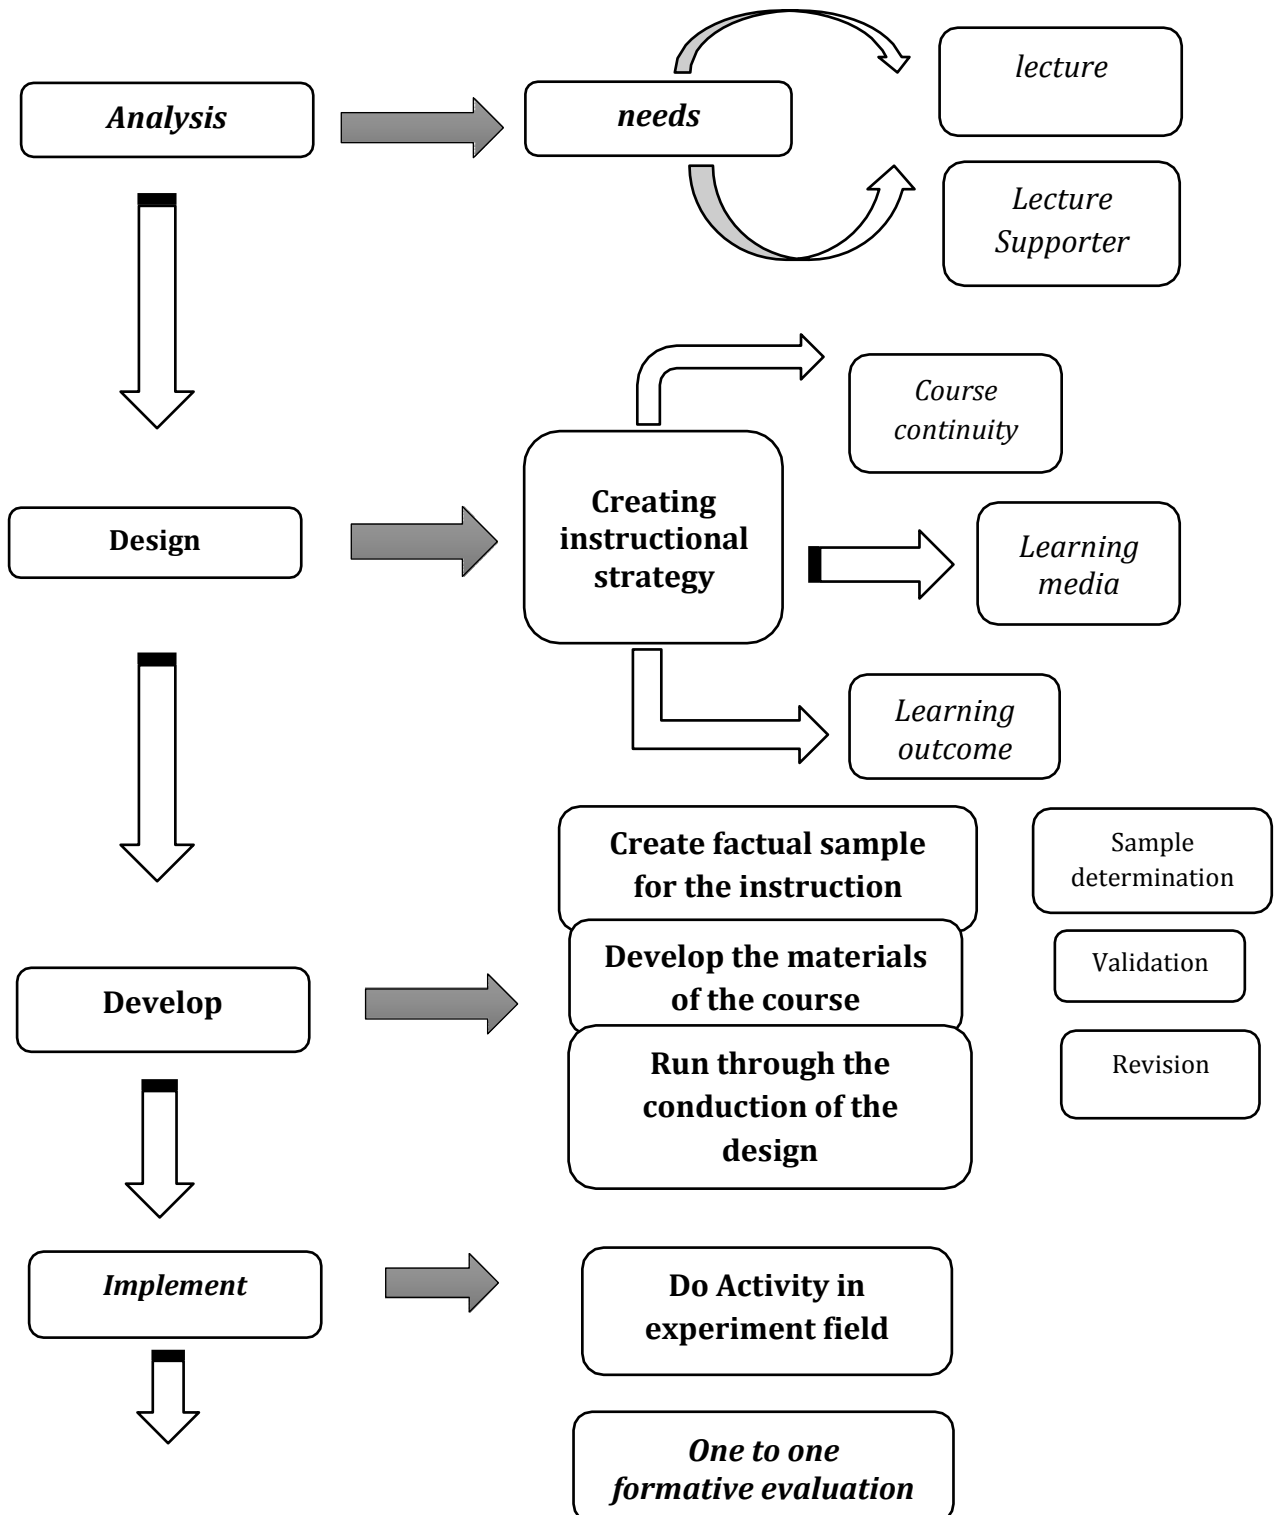 Analysis
needs
lecture
Lecture
Supporter
Design
Creating
instructional
strategy
Course
continuity
Learning
media
Learning
outcome
Develop
Create factual sample
for the instruction
Develop the materials
of the course
Run through the
conduction of the
design
Sample
determination
Validation
Revision
Implement
Do Activity in
experiment field
One to one
formative evaluation